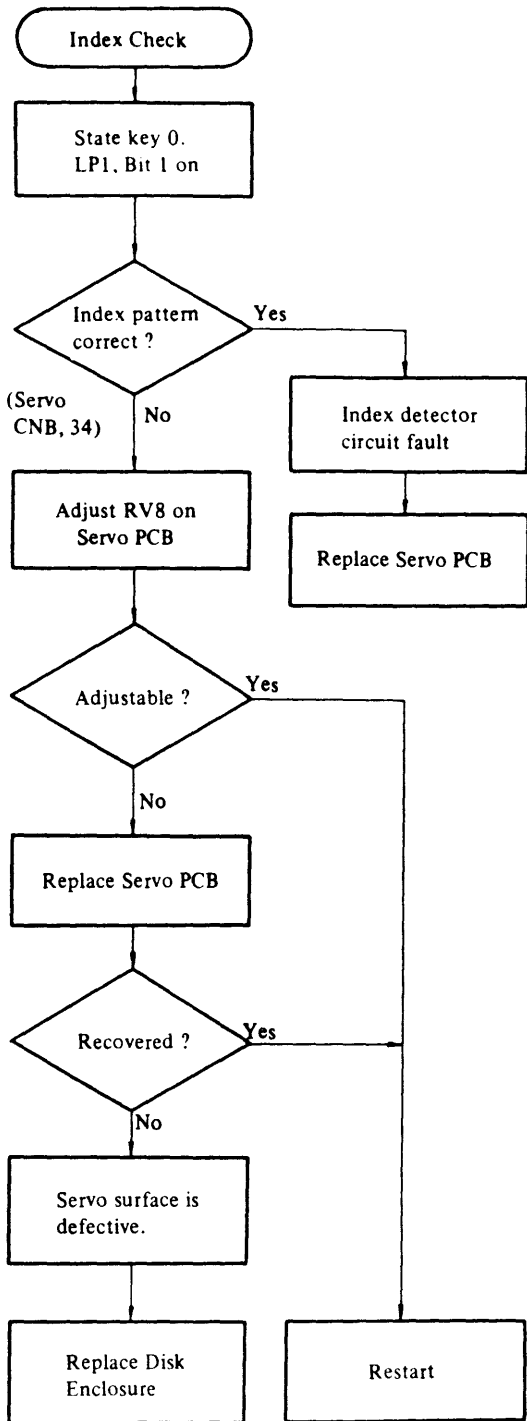 Index Check
State key 0.
LP1, Bit 1 on
Index pattern
correct ?
Yes
(Servo
CNB, 34)
No
Index detector
circuit fault
Adjust RV8 on
Servo PCB
Replace Servo PCB
Adjustable ?
Yes
No
Replace Servo PCB
Recovered ?
Yes
No
Servo surface is
defective.
Replace Disk
Enclosure
Restart